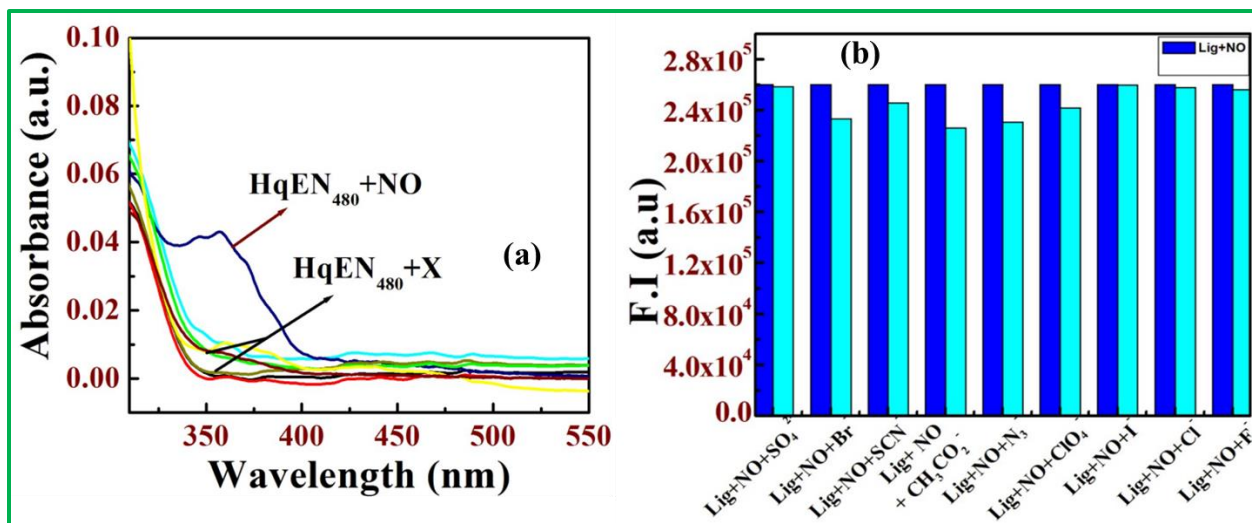 0.10
0.08
0.06
0.04
0.02
0.00
Absorbance (a.u.)
HqEN480+NO
HqEN480+X
(a)
350 400 450 500 550
Wavelength (nm)
(b)
Lig+NO
2.8x10^5
2.4x10^5
2.0x10^5
1.6x10^5
1.2x10^5
8.0x10^4
4.0x10^4
0.0
F.I (a.u)
Lig+NO+SO4^2-
Lig+NO+Br^-
Lig+NO+SCN^-
Lig+ NO
+ CH3CO2^-
Lig+NO+N3^-
Lig+NO+ClO4^-
Lig+NO+I^-
Lig+NO+Cl^-
Lig+NO+F^-